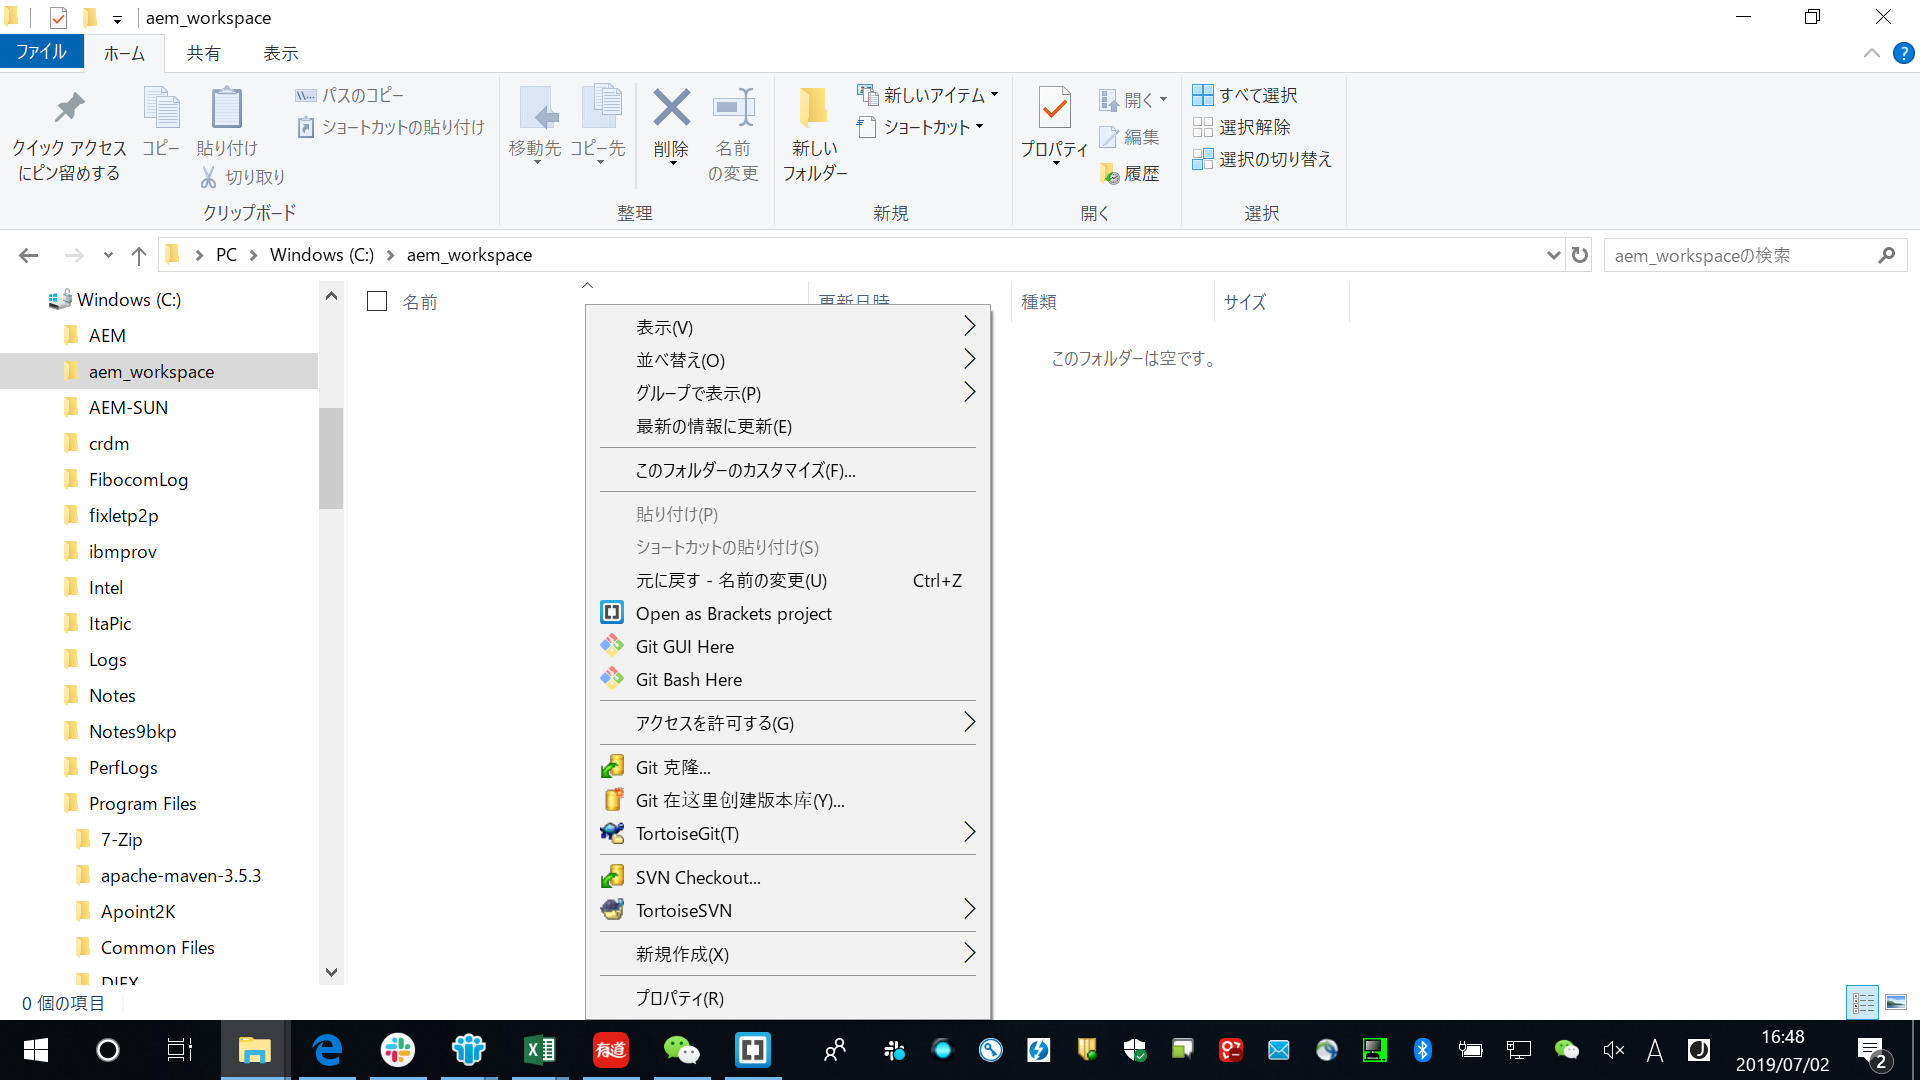 aem_workspace
ファイル ホーム 共有 表示
クイック アクセス
にピン留めする
コピー
貼り付け
切り取り
パスのコピー
ショートカットの貼り付け
クリップボード
移動先
コピー先
削除
名前
の変更
整理
新しい
フォルダー
新しいアイテム
ショートカット
新規
プロパティ
開く
編集
履歴
開く
すべて選択
選択解除
選択の切り替え
選択
PC Windows (C:) aem_workspace
aem_workspaceの検索
Windows (C:)
AEM
aem_workspace
AEM-SUN
crdm
FibocomLog
fixletp2p
ibmprov
Intel
ItaPic
Logs
Notes
Notes9bkp
PerfLogs
Program Files
7-Zip
apache-maven-3.5.3
Apoint2K
Common Files
DIFX
名前 更新日時 種類 サイズ
このフォルダーは空です。
表示(V)
並べ替え(O)
グループで表示(P)
最新の情報に更新(E)
このフォルダーのカスタマイズ(F)...
貼り付け(P)
ショートカットの貼り付け(S)
元に戻す - 名前の変更(U) Ctrl+Z
Open as Brackets project
Git GUI Here
Git Bash Here
アクセスを許可する(G)
Git 克隆...
Git 在这里创建版本库(Y)...
TortoiseGit(T)
SVN Checkout...
TortoiseSVN
新規作成(X)
プロパティ(R)
0 個の項目
有道
A
J
16:48
2019/07/02
2